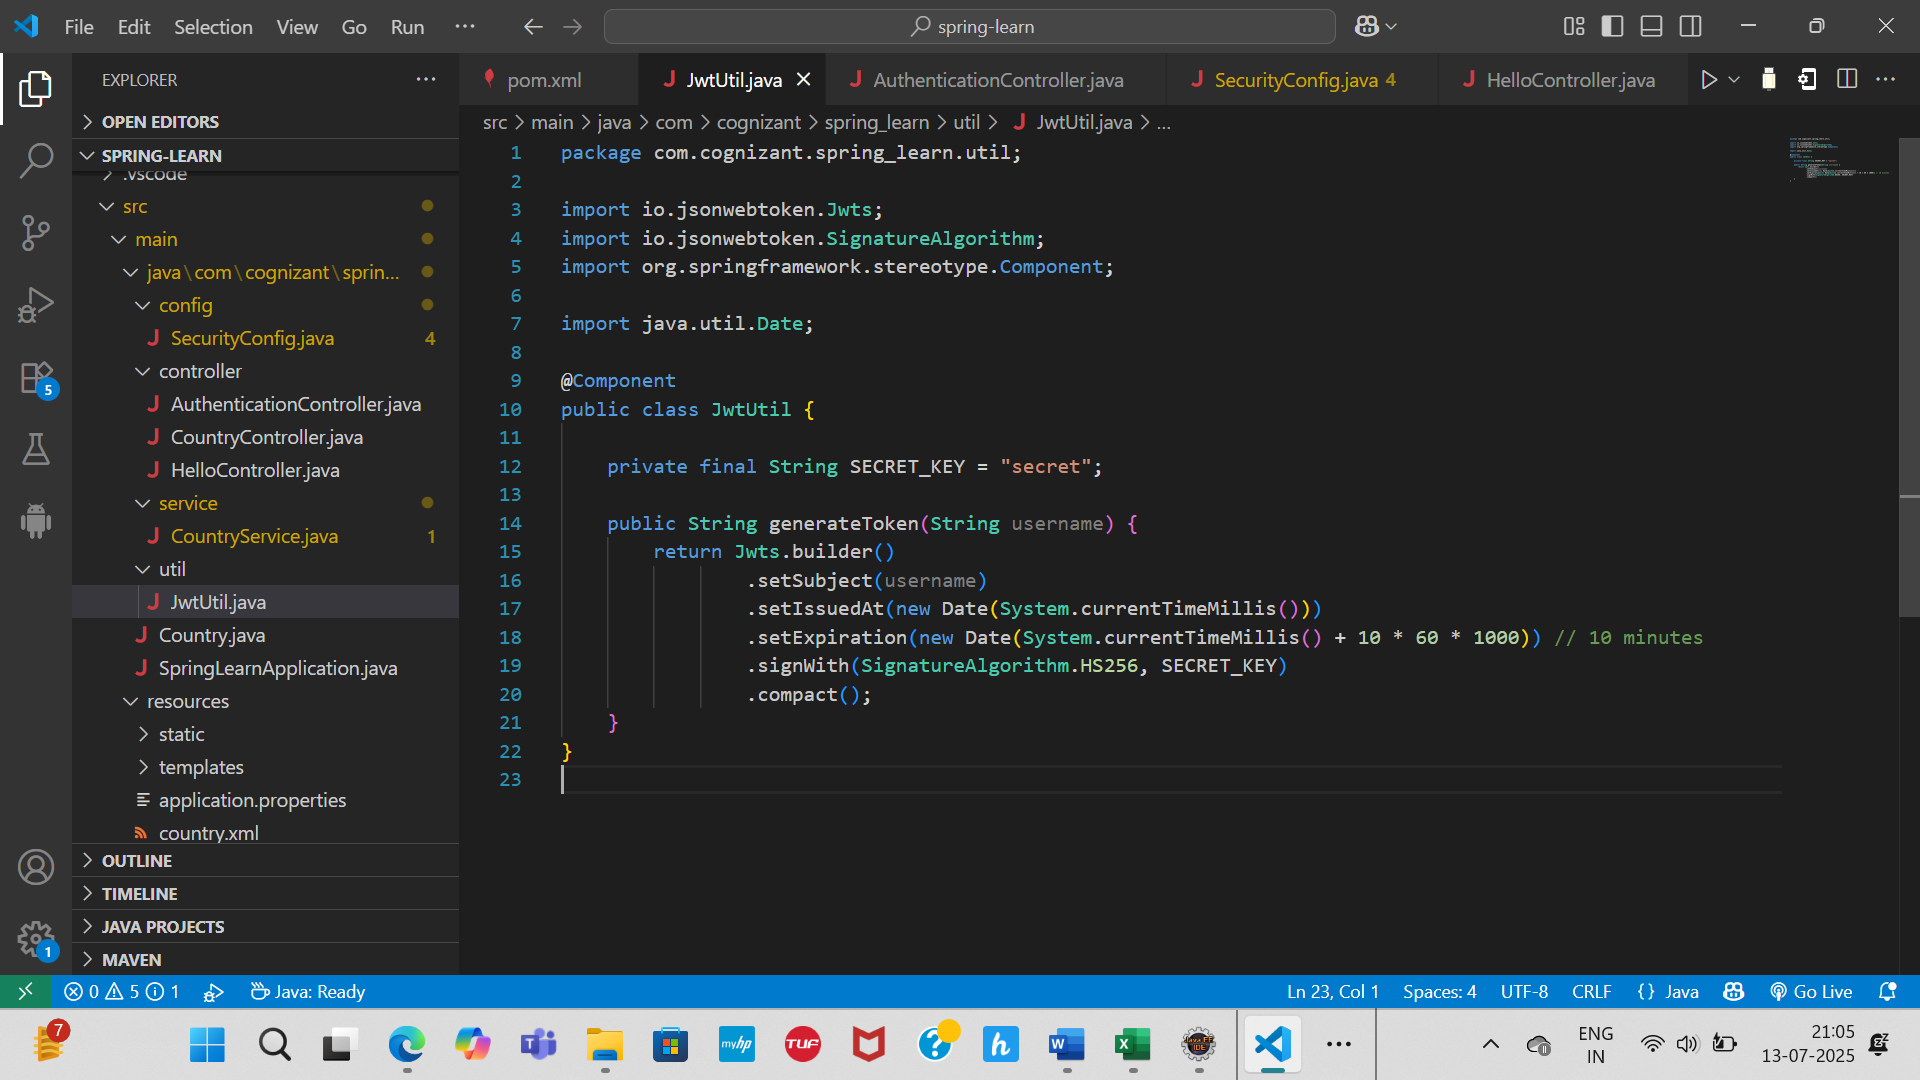 File Edit Selection View Go Run ··· spring-learn
EXPLORER ···
OPEN EDITORS
SPRING-LEARN
.vscode
src
main
java\com\cognizant\sprin...
config
SecurityConfig.java 4
controller
AuthenticationController.java
CountryController.java
HelloController.java
service
CountryService.java 1
util
JwtUtil.java
Country.java
SpringLearnApplication.java
resources
static
templates
application.properties
country.xml
OUTLINE
TIMELINE
JAVA PROJECTS
MAVEN
5
1
pom.xml JwtUtil.java AuthenticationController.java SecurityConfig.java 4 HelloController.java
src > main > java > com > cognizant > spring_learn > util > JwtUtil.java > ...
1 package com.cognizant.spring_learn.util;
2
3 import io.jsonwebtoken.Jwts;
4 import io.jsonwebtoken.SignatureAlgorithm;
5 import org.springframework.stereotype.Component;
6
7 import java.util.Date;
8
9 @Component
10 public class JwtUtil {
11
12 private final String SECRET_KEY = "secret";
13
14 public String generateToken(String username) {
15 return Jwts.builder()
16 .setSubject(username)
17 .setIssuedAt(new Date(System.currentTimeMillis()))
18 .setExpiration(new Date(System.currentTimeMillis() + 10 * 60 * 1000)) // 10 minutes
19 .signWith(SignatureAlgorithm.HS256, SECRET_KEY)
20 .compact();
21 }
22 }
23
0 5 1 Java: Ready Ln 23, Col 1 Spaces: 4 UTF-8 CRLF {} Java Go Live
7 myhp TUF ENG IN 21:05 13-07-2025